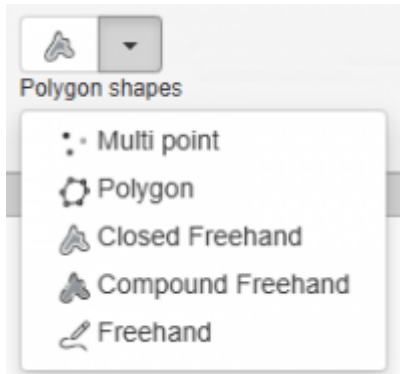 Polygon shapes
Multi point
Polygon
Closed Freehand
Compound Freehand
Freehand